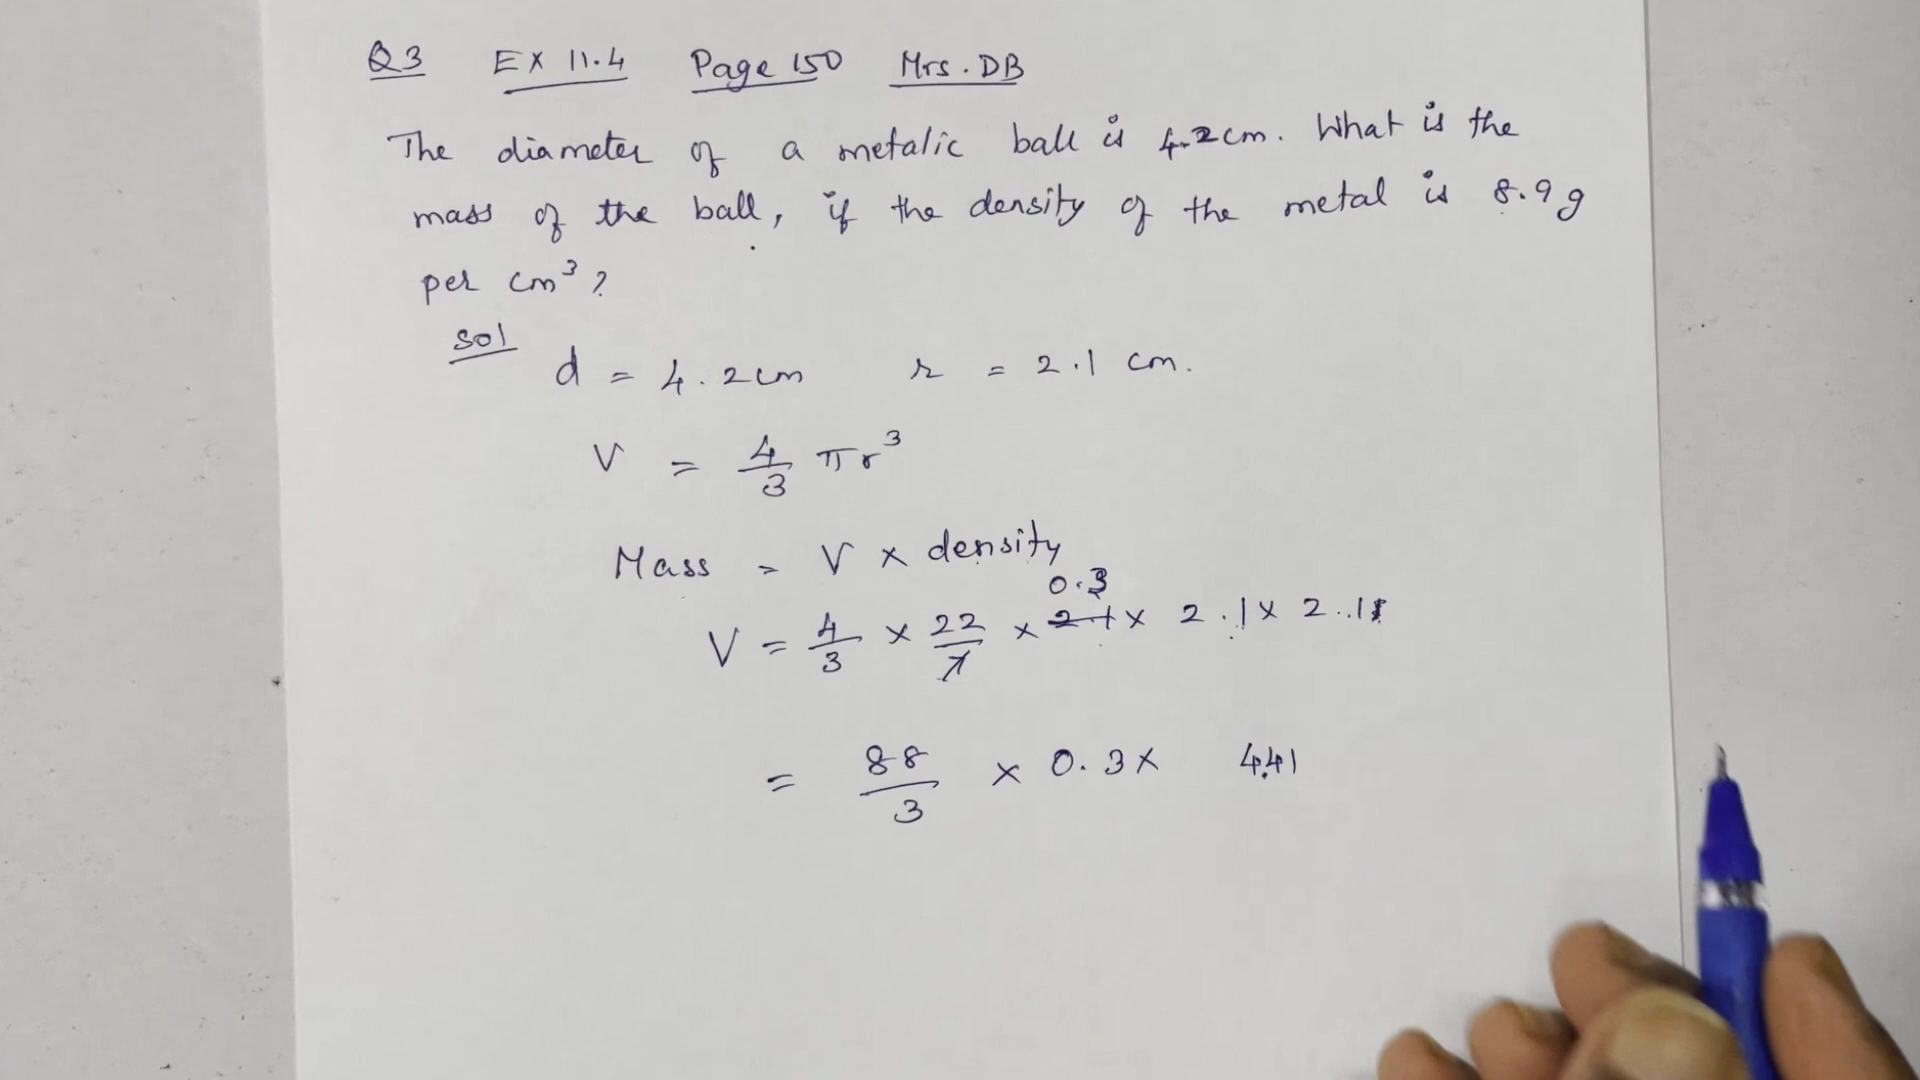 Q3 EX 11.4 Page 150 Mrs. DB
The diameter of a metalic ball is 4.2cm. What is the
mass of the ball, if the density of the metal is 8.9g
per cm³?
Sol
d = 4.2cm r = 2.1 cm.
V = 4/3 πr³
Mass = V × density
0.3
V = 4/3 × 22/7 × 2.1 × 2.1 × 2.1
= 88/3 × 0.3 × 4.41